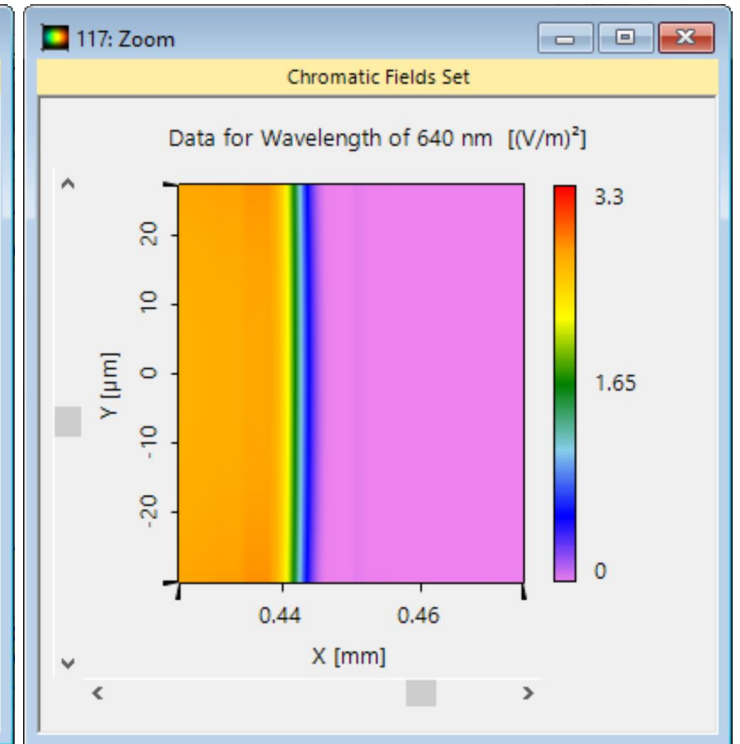 117: Zoom
Chromatic Fields Set
Data for Wavelength of 640 nm [(V/m)²]
3.3
1.65
0
20
10
0
-10
-20
Y [µm]
0.44 0.46
X [mm]